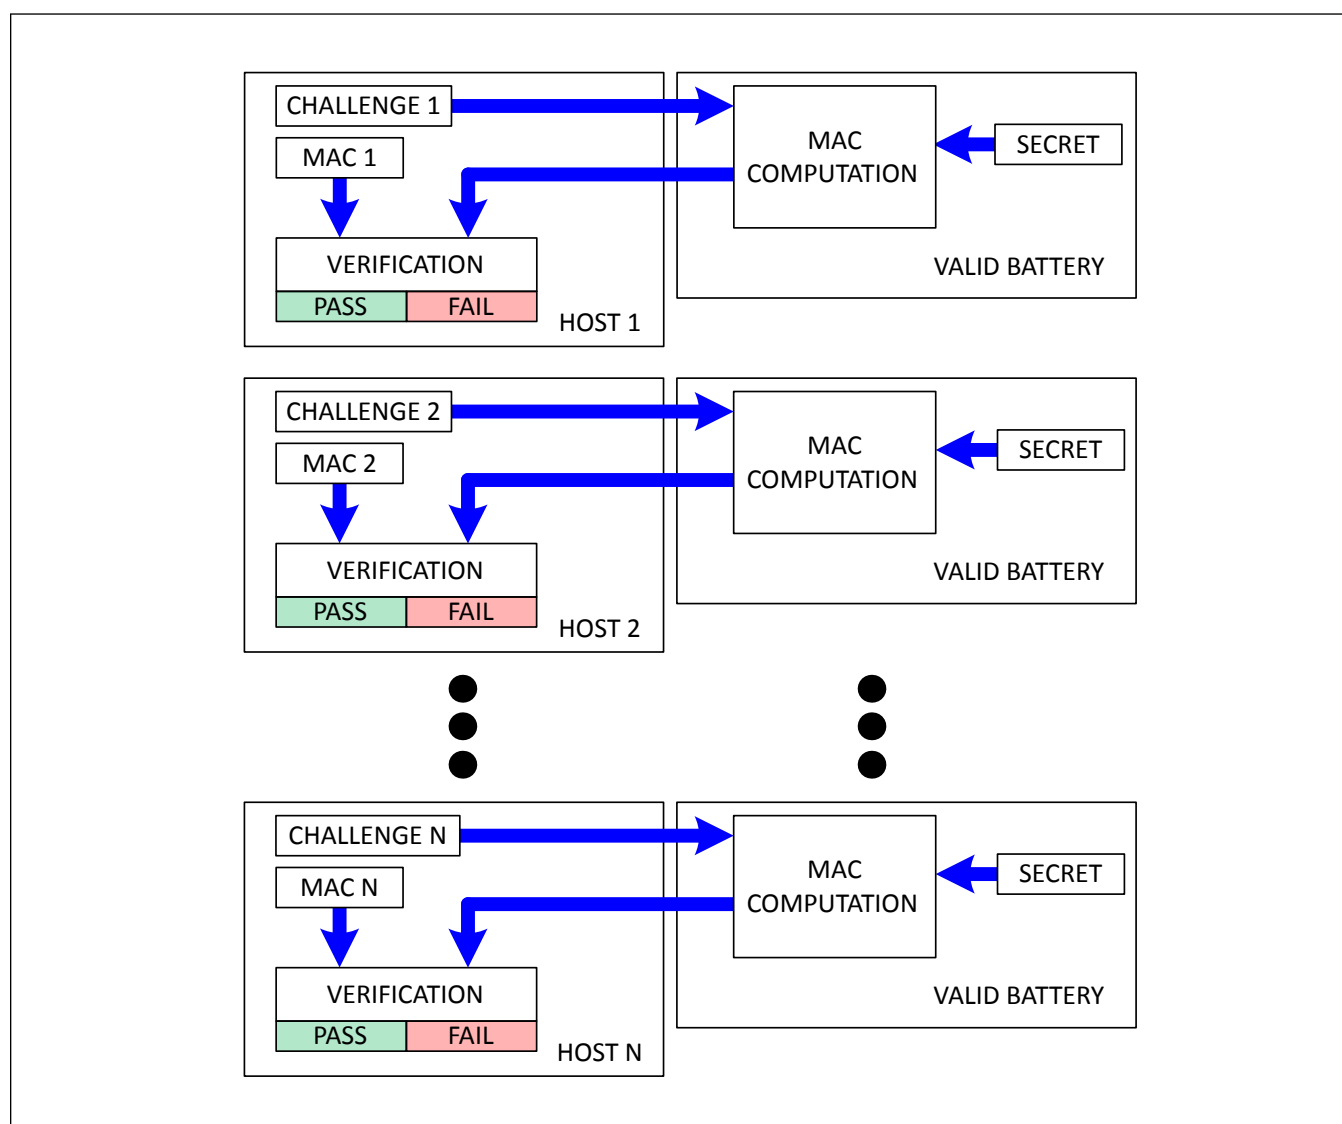 CHALLENGE 1
MAC 1
VERIFICATION
PASS FAIL
HOST 1
MAC
COMPUTATION
SECRET
VALID BATTERY
CHALLENGE 2
MAC 2
VERIFICATION
PASS FAIL
HOST 2
MAC
COMPUTATION
SECRET
VALID BATTERY
CHALLENGE N
MAC N
VERIFICATION
PASS FAIL
HOST N
MAC
COMPUTATION
SECRET
VALID BATTERY